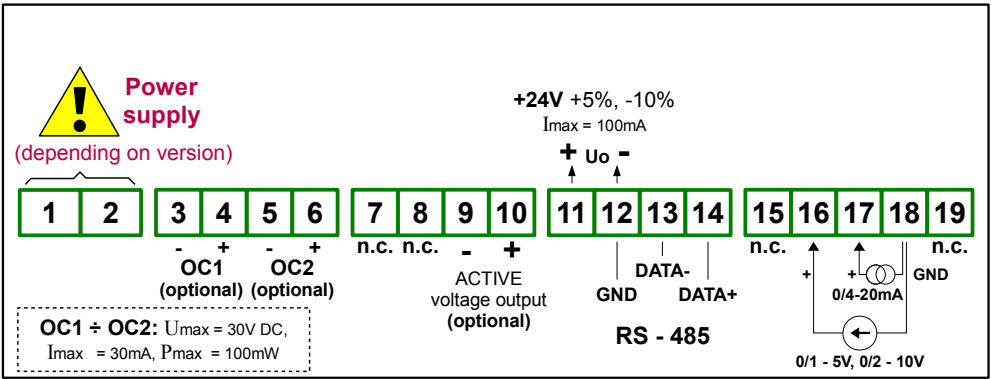 !
Power
supply
(depending on version)
+24V +5%, -10%
Imax = 100mA
+ Uo -
1 2 3 4 5 6 7 8 9 10 11 12 13 14 15 16 17 18 19
- + - +
OC1 OC2
(optional) (optional)
n.c. n.c. - +
ACTIVE
voltage output
(optional)
DATA-
GND DATA+
RS - 485
n.c. n.c.
+ + GND
0/4-20mA
0/1 - 5V, 0/2 - 10V
OC1 ÷ OC2: Umax = 30V DC,
Imax = 30mA, Pmax = 100mW